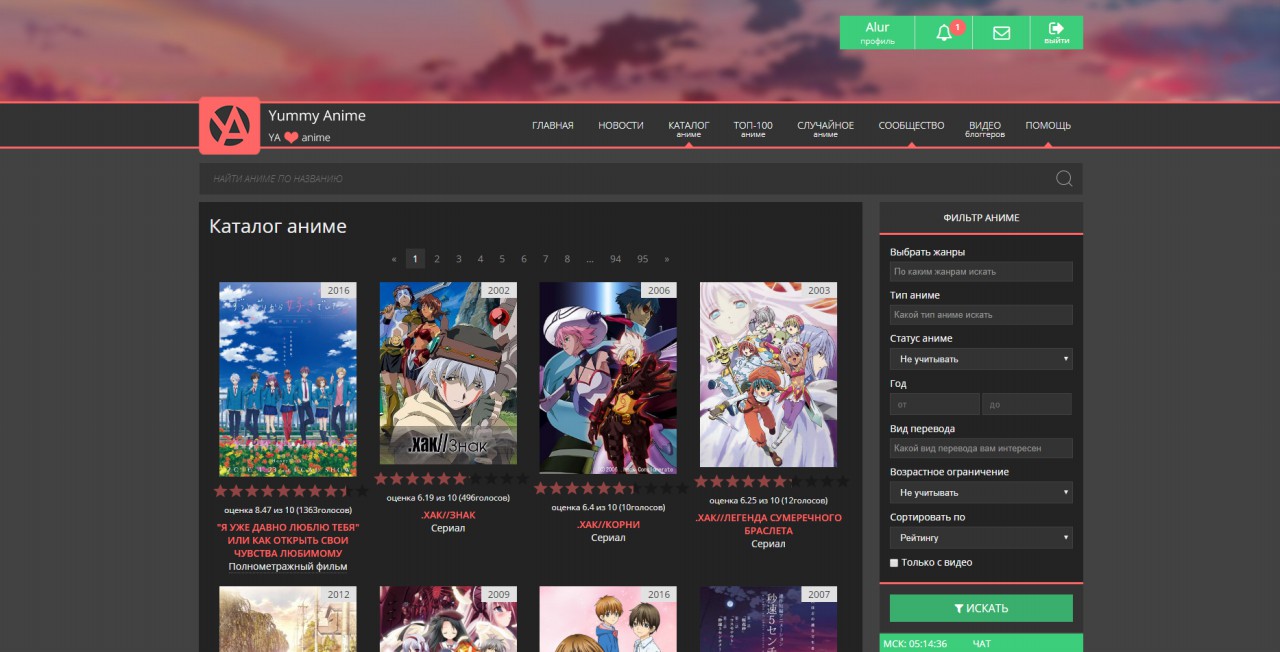 Alur
профиль
1
выйти
YA
Yummy Anime
YA anime
ГЛАВНАЯ
НОВОСТИ
КАТАЛОГ
аниме
ТОП-100
аниме
СЛУЧАЙНОЕ
аниме
СООБЩЕСТВО
ВИДЕО
блоггеров
ПОМОЩЬ
НАЙТИ АНИМЕ ПО НАЗВАНИЮ
Каталог аниме
« 1 2 3 4 5 6 7 8 ... 94 95 »
2016
оценка 8.47 из 10 (1363голосов)
"Я УЖЕ ДАВНО ЛЮБЛЮ ТЕБЯ"
ИЛИ КАК ОТКРЫТЬ СВОИ
ЧУВСТВА ЛЮБИМОМУ
Полнометражный фильм
2002
.хак//Знак
оценка 6.19 из 10 (496голосов)
.ХАК//ЗНАК
Сериал
2006
оценка 6.4 из 10 (10голосов)
.ХАК//КОРНИ
Сериал
2003
оценка 6.25 из 10 (12голосов)
.ХАК//ЛЕГЕНДА СУМЕРЕЧНОГО
БРАСЛЕТА
Сериал
2012
2009
2016
2007
秒速5センチ
ФИЛЬТР АНИМЕ
Выбрать жанры
По каким жанрам искать
Тип аниме
Какой тип аниме искать
Статус аниме
Не учитывать
Год
от
до
Вид перевода
Какой вид перевода вам интересен
Возрастное ограничение
Не учитывать
Сортировать по
Рейтингу
Только с видео
ИСКАТЬ
МСК: 05:14:36
ЧАТ